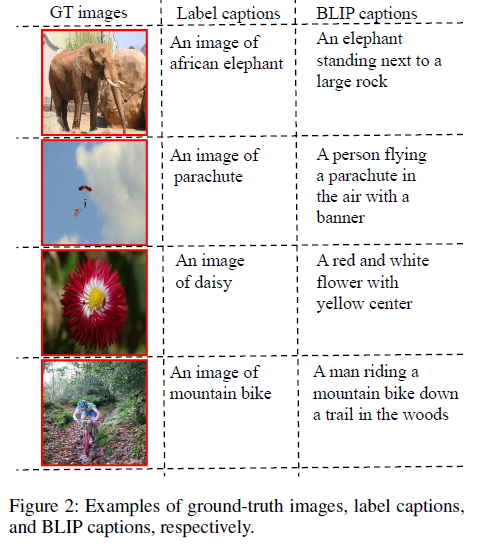 GT images Label captions BLIP captions
An image of
african elephant
An elephant
standing next to a
large rock
An image of
parachute
A person flying
a parachute in
the air with a
banner
An image
of daisy
A red and white
flower with
yellow center
An image of
mountain bike
A man riding a
mountain bike down
a trail in the woods
Figure 2: Examples of ground-truth images, label captions,
and BLIP captions, respectively.